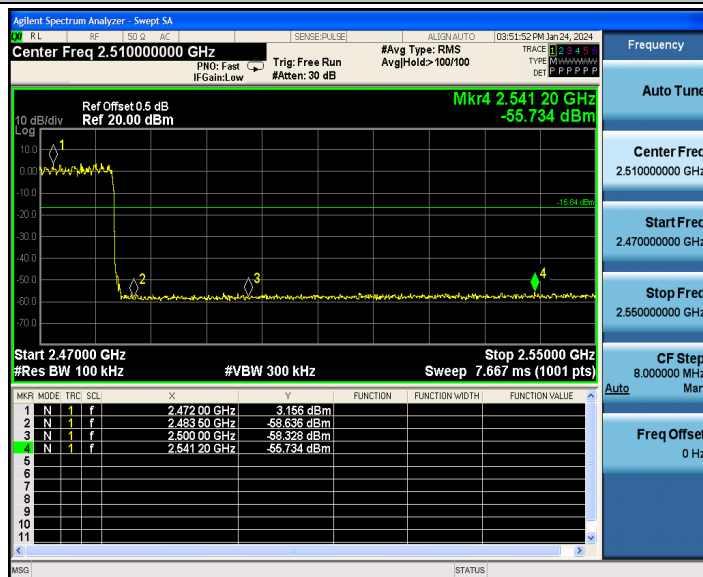 Agilent Spectrum Analyzer - Swept SA
RL RF 50 Ω AC SENSE:PULSE ALIGN AUTO 03:51:52 PM Jan 24, 2024
Center Freq 2.510000000 GHz
PNO: Fast
IFGain:Low
Trig: Free Run
#Atten: 30 dB
#Avg Type: RMS
Avg|Hold:>100/100
TRACE 1 2 3 4 5 6
TYPE M
DET P P P P P P
Ref Offset 0.5 dB
10 dB/div Ref 20.00 dBm
Log
Mkr4 2.541 20 GHz
-55.734 dBm
10.0
0.00
-10.0
-20.0
-30.0
-40.0
-50.0
-60.0
-70.0
1
2
3
4
-16.84 dBm
Start 2.47000 GHz Stop 2.55000 GHz
#Res BW 100 kHz #VBW 300 kHz Sweep 7.667 ms (1001 pts)
MKR MODE TRC SCL X Y FUNCTION FUNCTION WIDTH FUNCTION VALUE
1 N 1 f 2.472 00 GHz 3.156 dBm
2 N 1 f 2.483 50 GHz -58.636 dBm
3 N 1 f 2.500 00 GHz -58.328 dBm
4 N 1 f 2.541 20 GHz -55.734 dBm
5
6
7
8
9
10
11
MSG STATUS
Frequency
Auto Tune
Center Freq
2.510000000 GHz
Start Freq
2.470000000 GHz
Stop Freq
2.550000000 GHz
CF Step
8.000000 MHz
Auto Man
Freq Offset
0 Hz